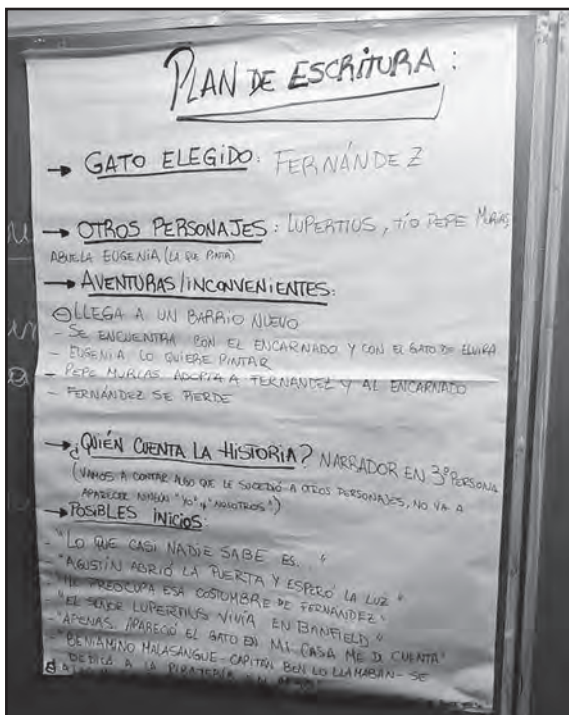 PLAN DE ESCRITURA:
→ GATO ELEGIDO: FERNÁNDEZ
→ OTROS PERSONAJES: LUPERTIUS, TÍO PEPE MURIAS,
ABUELA EUGENIA (LA QUE PINTA)
→ AVENTURAS/INCONVENIENTES:
LLEGA A UN BARRIO NUEVO
- SE ENCUENTRA CON EL ENCARNADO Y CON EL GATO DE ELVIRA
- EUGENIA LO QUIERE PINTAR
- PEPE MURIAS ADOPTA A FERNANDEZ Y AL ENCARNADO
- FERNÁNDEZ SE PIERDE
→ ¿QUIÉN CUENTA LA HISTORIA? NARRADOR EN 3º PERSONA
(VAMOS A CONTAR ALGO QUE LE SUCEDIÓ A OTROS PERSONAJES, NO VA A
APARECER NINGÚN "YO" Y "NOSOTROS")
→ POSIBLES INICIOS:
- "LO QUE CASI NADIE SABE ES..."
- "AGUSTÍN ABRIÓ LA PUERTA Y ESPERÓ LA LUZ"
- "ME PREOCUPA ESA COSTUMBRE DE FERNÁNDEZ"
- "EL SEÑOR LUPERTIUS VIVÍA EN BANFIELD"
- "APENAS APARECIÓ EL GATO EN MI CASA ME DI CUENTA"
- "BENIAMINO MALASANGUE - CAPITÁN BEN LO LLAMABAN - SE
DEDICA A LA PIRATERÍA